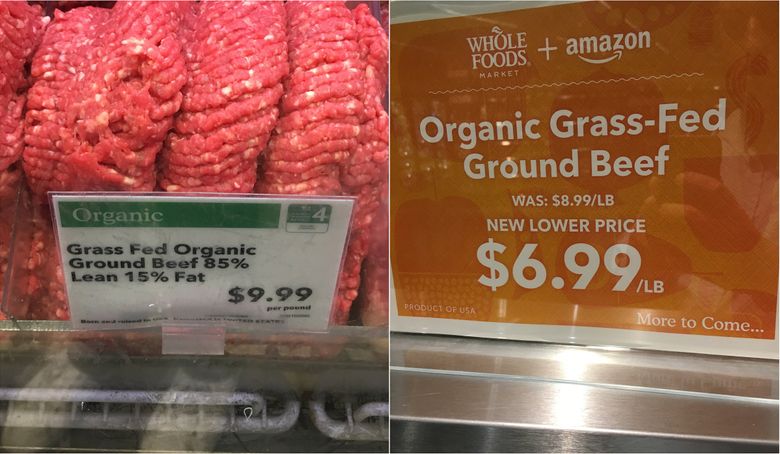 Organic
4
Grass Fed Organic
Ground Beef 85%
Lean 15% Fat
$9.99
per pound
WHOLE
FOODS
MARKET
+ amazon
Organic Grass-Fed
Ground Beef
WAS: $8.99/LB
NEW LOWER PRICE
$6.99/LB
PRODUCT OF USA
More to Come...